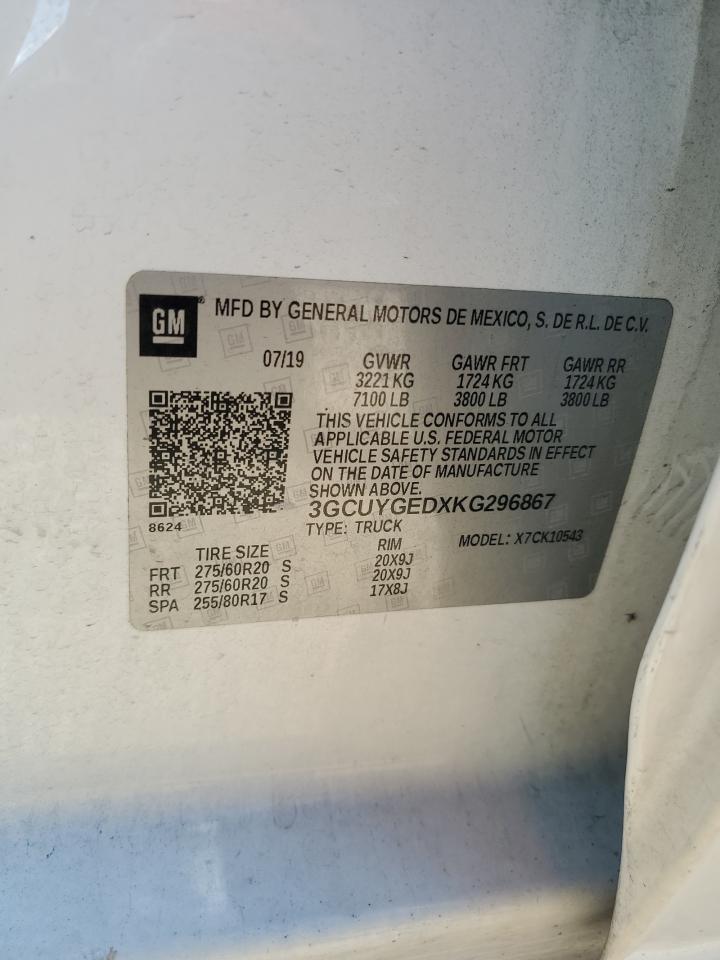 GM® MFD BY GENERAL MOTORS DE MEXICO, S. DE R.L. DE C.V.
07/19 GVWR GAWR FRT GAWR RR
3221 KG 1724 KG 1724 KG
7100 LB 3800 LB 3800 LB
THIS VEHICLE CONFORMS TO ALL
APPLICABLE U.S. FEDERAL MOTOR
VEHICLE SAFETY STANDARDS IN EFFECT
ON THE DATE OF MANUFACTURE
SHOWN ABOVE.
3GCUYGEDXKG296867
8624 TYPE: TRUCK MODEL: X7CK10543
TIRE SIZE RIM
FRT 275/60R20 S 20X9J
RR 275/60R20 S 20X9J
SPA 255/80R17 S 17X8J